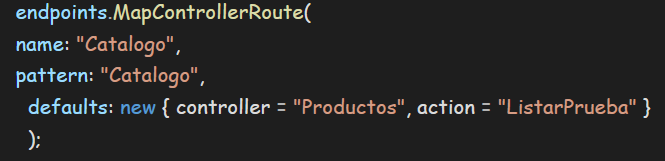 endpoints.MapControllerRoute(
name: "Catalogo",
pattern: "Catalogo",
defaults: new { controller = "Productos", action = "ListarPrueba" }
);